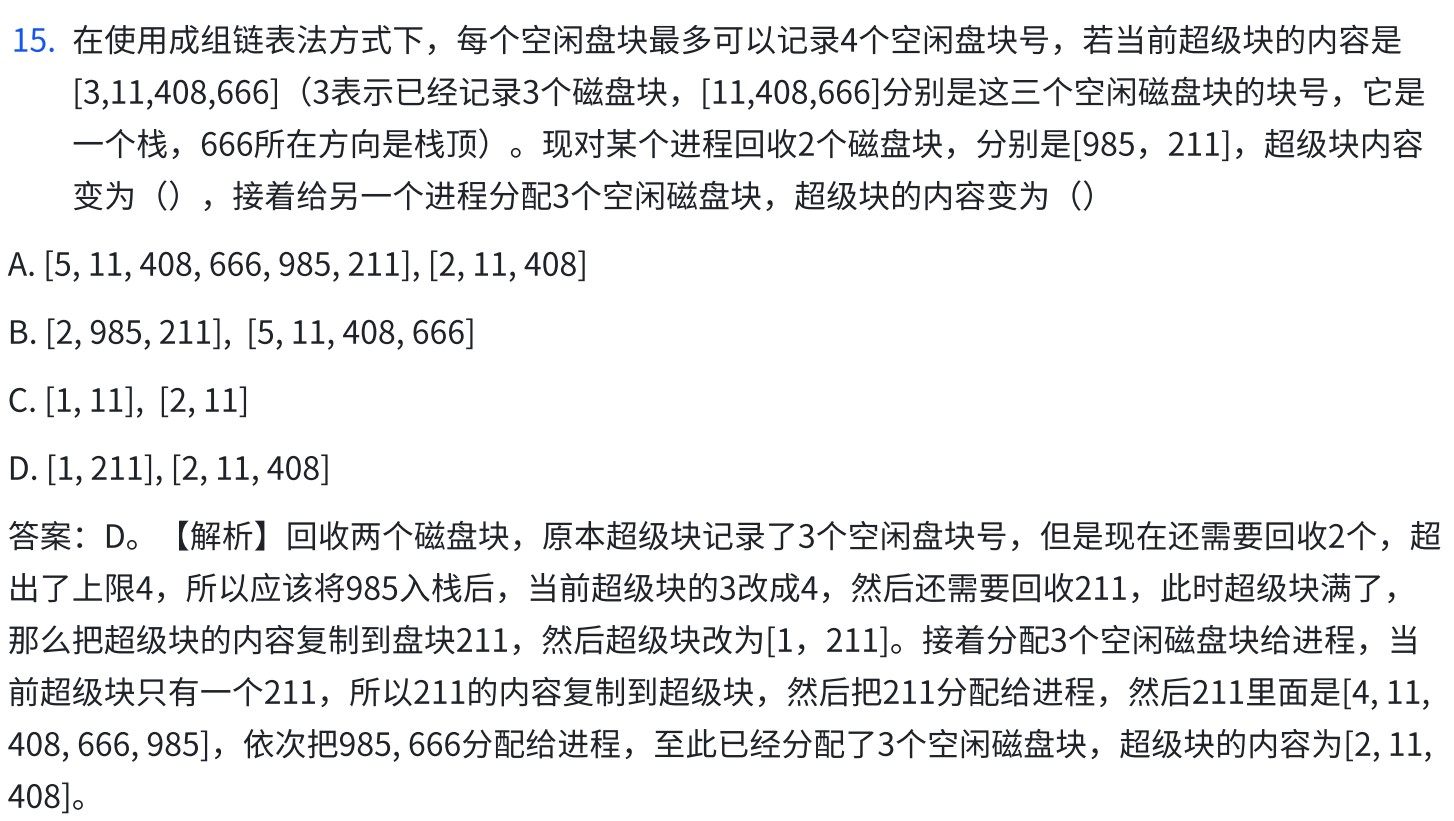 15. 在使用成组链表法方式下，每个空闲盘块最多可以记录4个空闲盘块号，若当前超级块的内容是
[3,11,408,666]（3表示已经记录3个磁盘块，[11,408,666]分别是这三个空闲磁盘块的块号，它是
一个栈，666所在方向是栈顶）。现对某个进程回收2个磁盘块，分别是[985，211]，超级块内容
变为（），接着给另一个进程分配3个空闲磁盘块，超级块的内容变为（）
A. [5, 11, 408, 666, 985, 211], [2, 11, 408]
B. [2, 985, 211]，[5, 11, 408, 666]
C. [1, 11]，[2, 11]
D. [1, 211], [2, 11, 408]
答案：D。【解析】回收两个磁盘块，原本超级块记录了3个空闲盘块号，但是现在还需要回收2个，超
出了上限4，所以应该将985入栈后，当前超级块的3改成4，然后还需要回收211，此时超级块满了，
那么把超级块的内容复制到盘块211，然后超级块改为[1，211]。接着分配3个空闲磁盘块给进程，当
前超级块只有一个211，所以211的内容复制到超级块，然后把211分配给进程，然后211里面是[4, 11,
408, 666, 985]，依次把985, 666分配给进程，至此已经分配了3个空闲磁盘块，超级块的内容为[2, 11,
408]。